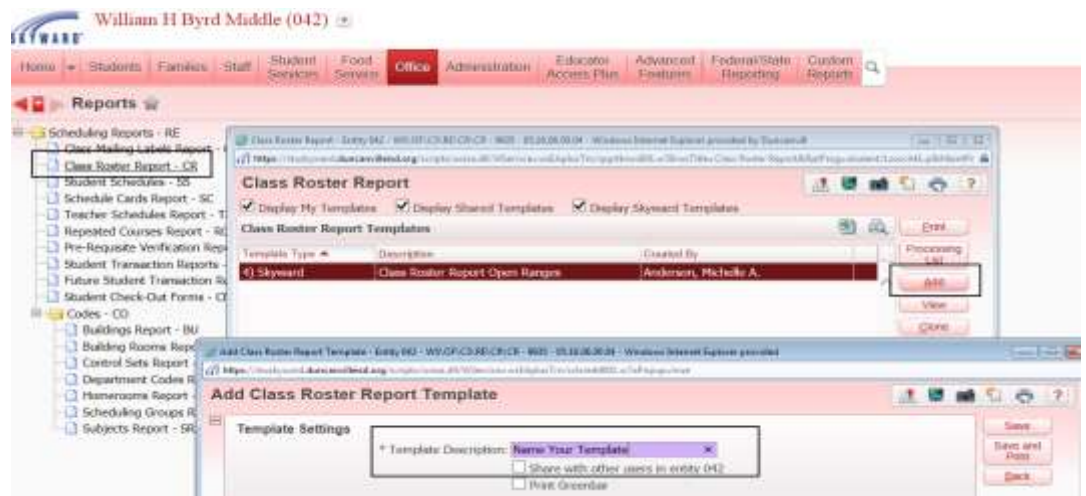 William H Byrd Middle (042)
SKYWARD
Home Students Families Staff Student Services Food Service Office Administration Educator Access Plus Advanced Features Federal/State Reporting Custom Reports
Reports
Scheduling Reports - RE
Class Mailing Labels Report -
Class Roster Report - CR
Student Schedules - SS
Schedule Cards Report - SC
Teacher Schedules Report - T
Repeated Courses Report - RC
Pre-Requisite Verification Rep
Student Transaction Reports -
Future Student Transaction R
Student Check-Out Forms - C
Codes - CO
Buildings Report - BU
Building Rooms Repo
Control Sets Report
Department Codes R
Homerooms Report -
Scheduling Groups R
Subjects Report - SR
Class Roster Report
Display My Templates Display Shared Templates Display Skyward Templates
Class Roster Report Templates
Template Type Description Created By
Skyward Class Roster Report Open Ranges Anderson, Michelle A.
Print
Processing List
Add
View
Clone
Add Class Roster Report Template
Template Settings
* Template Description: Name Your Template
Share with other users in entity 042
Print Greenbar
Save
Save and Print
Back